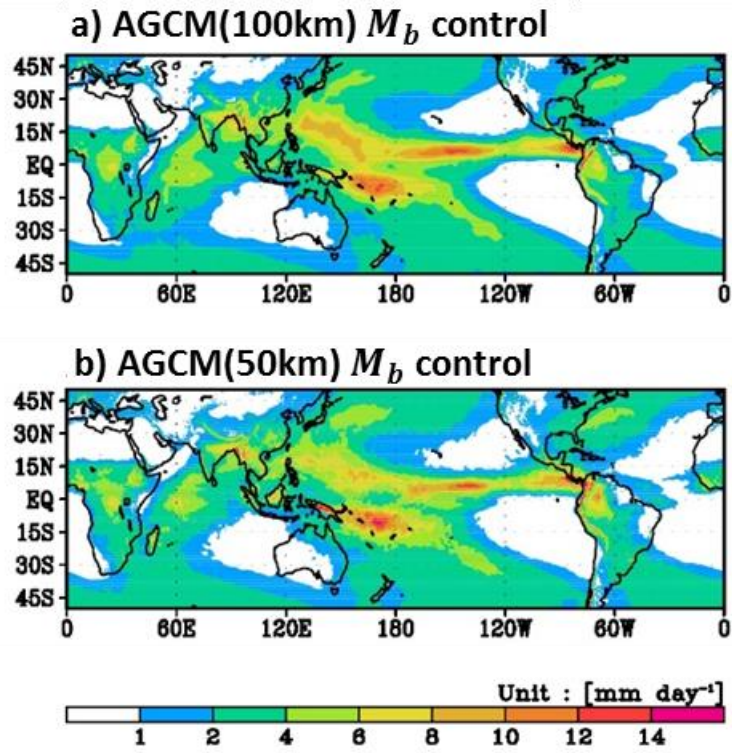 a) AGCM(100km) M_b control
45N
30N
15N
EQ
15S
30S
45S
0 60E 120E 180 120W 60W 0
b) AGCM(50km) M_b control
45N
30N
15N
EQ
15S
30S
45S
0 60E 120E 180 120W 60W 0
Unit : [mm day⁻¹]
1 2 4 6 8 10 12 14